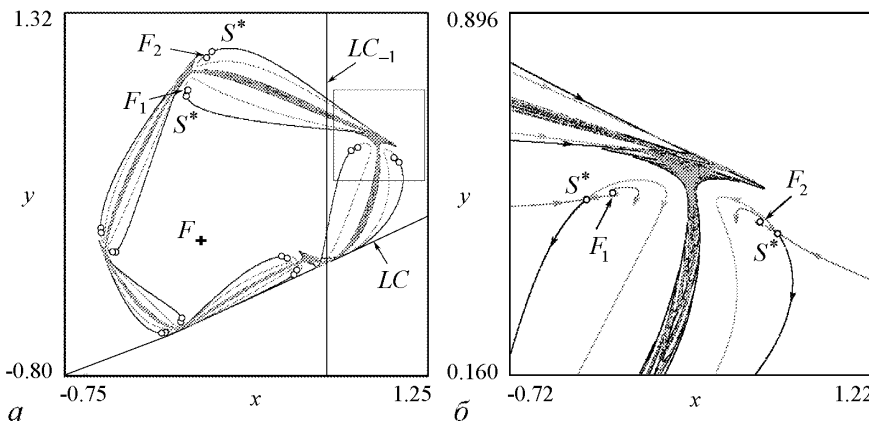 1.32
F₂
S*
LC₋₁
F₁
S*
y
F
LC
-0.80
-0.75
x
1.25
а
0.896
S*
F₂
y
F₁
S*
0.160
-0.72
x
1.22
б